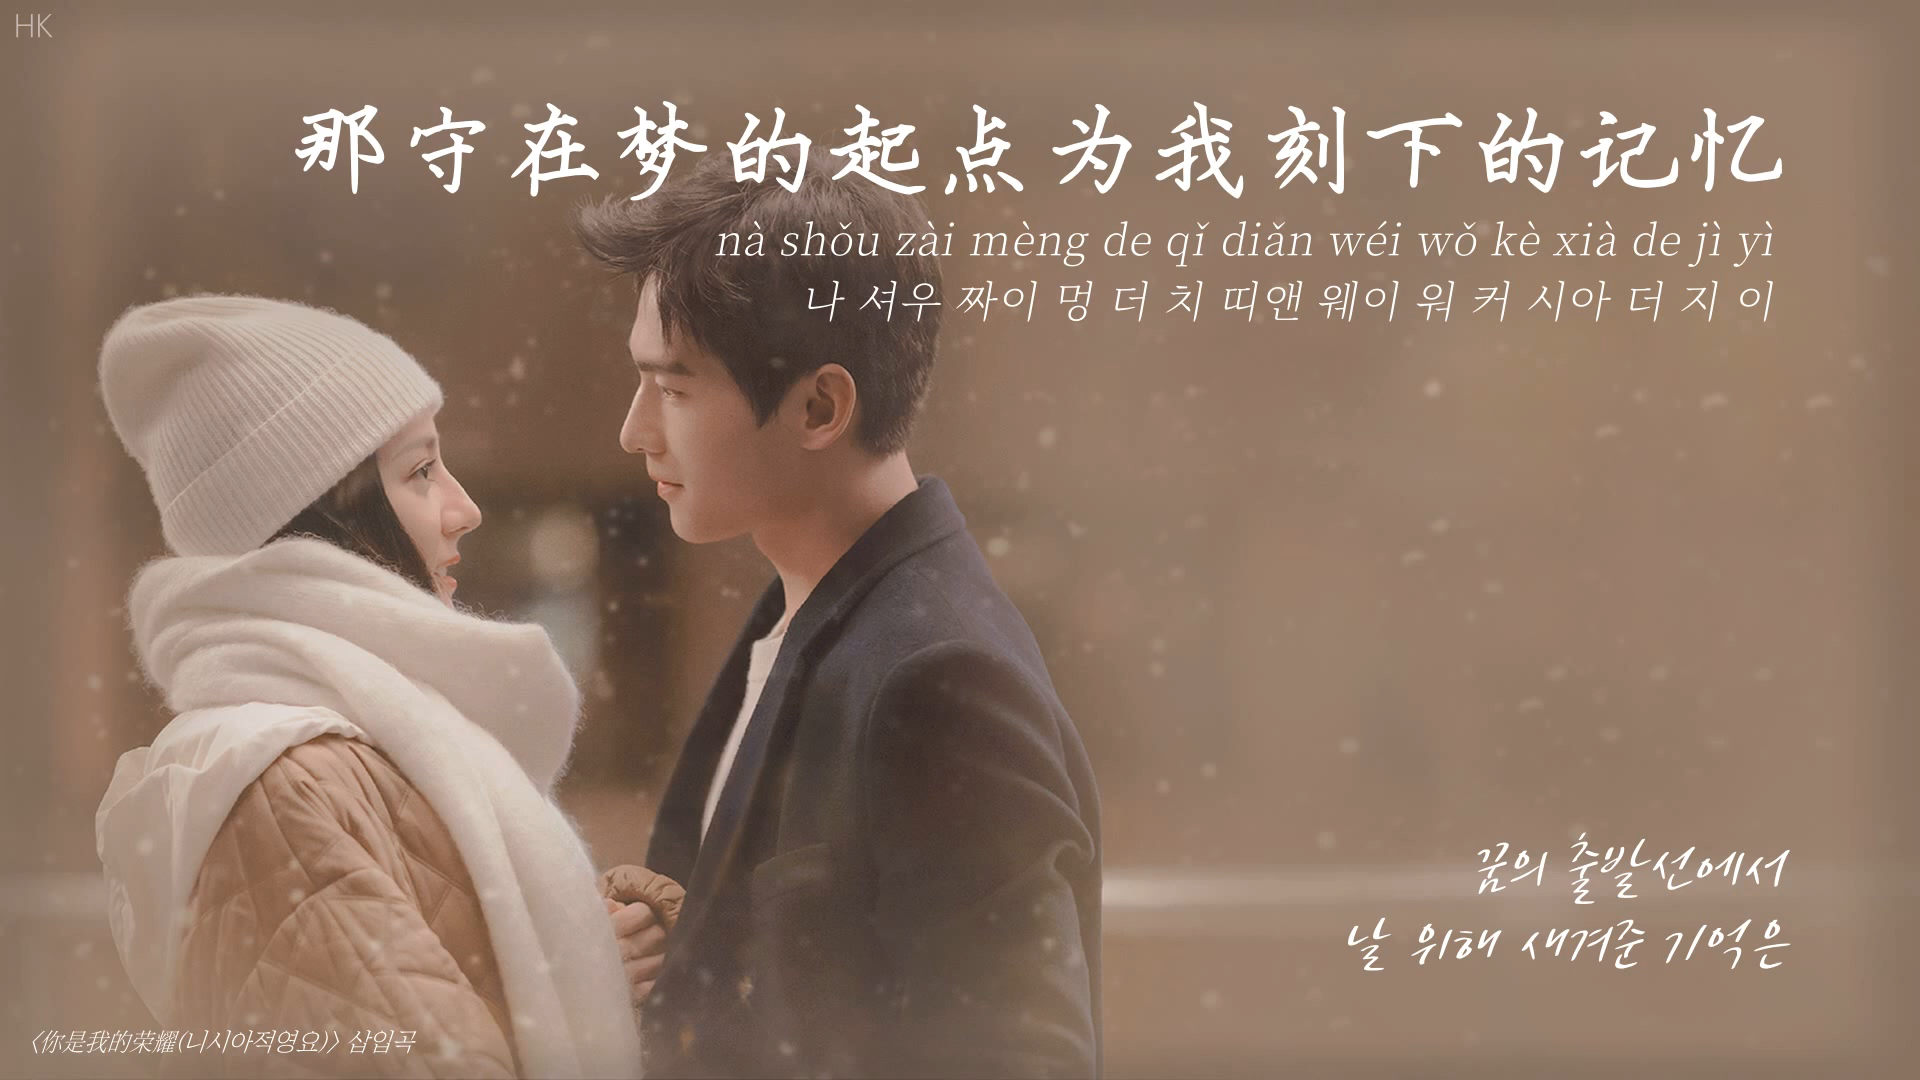 HK
那守在梦的起点为我刻下的记忆
nà shǒu zài mèng de qǐ diǎn wéi wǒ kè xià de jì yì
나 셔우 짜이 멍 더 치 띠앤 웨이 워 커 시아 더 지 이
꿈의 출발선에서
날 위해 새겨준 기억은
〈你是我的荣耀(니시아적영요)〉 삽입곡